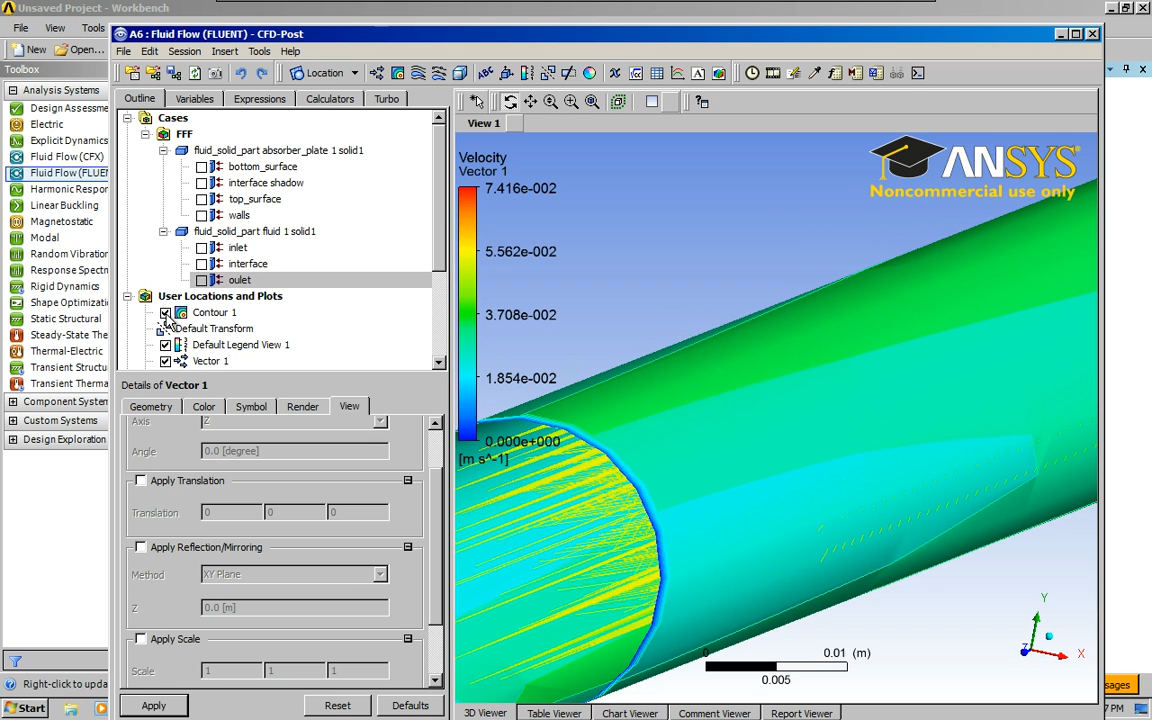 Unsaved Project - Workbench
File View Tools
New Open...
Toolbox
Analysis Systems
Design Assessme
Electric
Explicit Dynamics
Fluid Flow (CFX)
Fluid Flow (FLUEN
Harmonic Respor
Linear Buckling
Magnetostatic
Modal
Random Vibratior
Response Spectr
Rigid Dynamics
Shape Optimizatio
Static Structural
Steady-State The
Thermal-Electric
Transient Structu
Transient Therma
Component System
Custom Systems
Design Exploration
Right-click to upda
Start
A6 : Fluid Flow (FLUENT) - CFD-Post
File Edit Session Insert Tools Help
Location
Outline Variables Expressions Calculators Turbo
Cases
FFF
fluid_solid_part absorber_plate 1 solid1
bottom_surface
interface shadow
top_surface
walls
fluid_solid_part fluid 1 solid1
inlet
interface
oulet
User Locations and Plots
Contour 1
Default Transform
Default Legend View 1
Vector 1
Details of Vector 1
Geometry Color Symbol Render View
Axis Z
Angle 0.0 [degree]
Apply Translation
Translation 0 0 0
Apply Reflection/Mirroring
Method XY Plane
Z 0.0 [m]
Apply Scale
Scale 1 1 1
Apply Reset Defaults
View 1
Velocity
Vector 1
7.416e-002
5.562e-002
3.708e-002
1.854e-002
0.000e+000
[m s^-1]
ANSYS
Noncommercial use only
0 0.01 (m)
0.005
Y
X
Z
3D Viewer Table Viewer Chart Viewer Comment Viewer Report Viewer
sages
7 PM